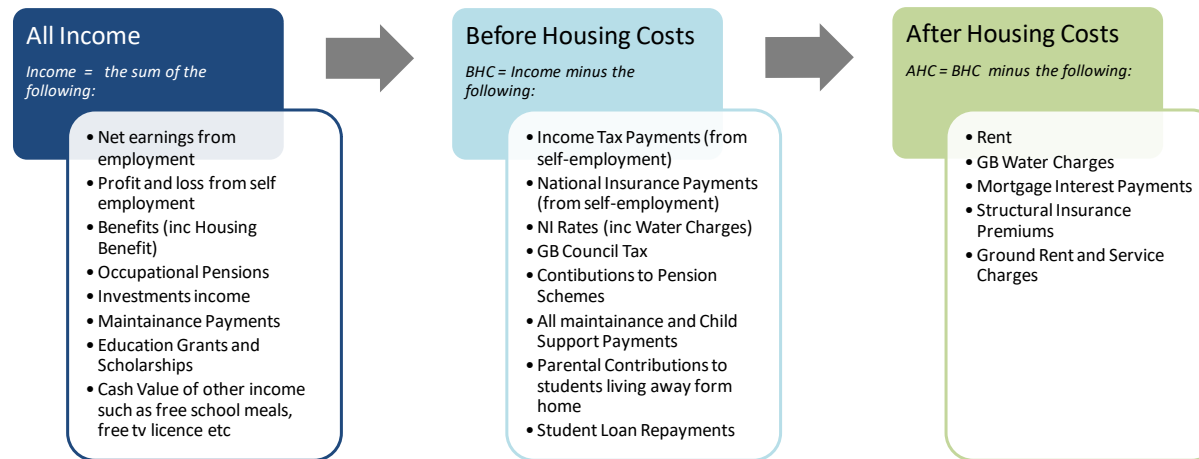 All Income
Income = the sum of the
following:
• Net earnings from
employment
• Profit and loss from self
employment
• Benefits (inc Housing
Benefit)
• Occupational Pensions
• Investments income
• Maintainance Payments
• Education Grants and
Scholarships
• Cash Value of other income
such as free school meals,
free tv licence etc
Before Housing Costs
BHC = Income minus the
following:
• Income Tax Payments (from
self-employment)
• National Insurance Payments
(from self-employment)
• NI Rates (inc Water Charges)
• GB Council Tax
• Contibutions to Pension
Schemes
• All maintainance and Child
Support Payments
• Parental Contributions to
students living away form
home
• Student Loan Repayments
After Housing Costs
AHC = BHC minus the following:
• Rent
• GB Water Charges
• Mortgage Interest Payments
• Structural Insurance
Premiums
• Ground Rent and Service
Charges